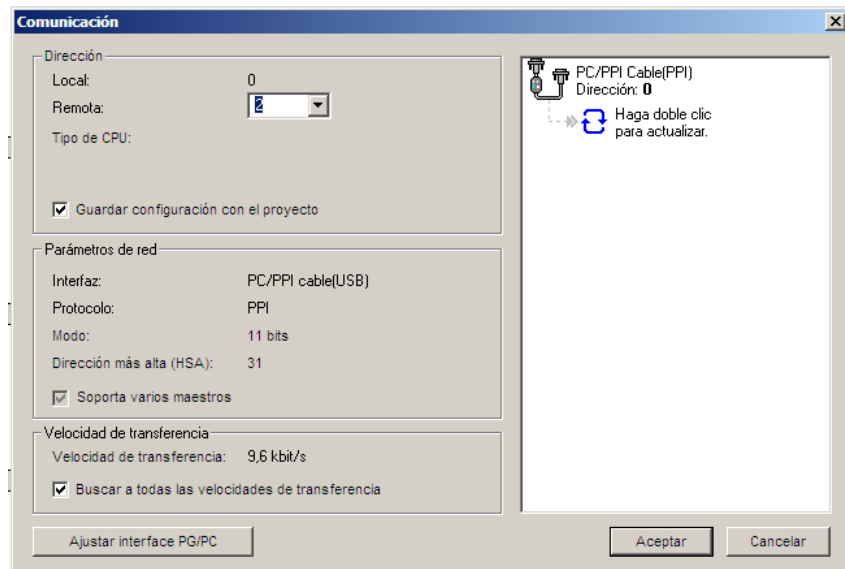 Comunicación
Dirección
Local: 0
Remota: 2
Tipo de CPU:
Guardar configuración con el proyecto
Parámetros de red
Interfaz: PC/PPI cable(USB)
Protocolo: PPI
Modo: 11 bits
Dirección más alta (HSA): 31
Soporta varios maestros
Velocidad de transferencia
Velocidad de transferencia: 9,6 kbit/s
Buscar a todas las velocidades de transferencia
Ajustar interface PG/PC
PC/PPI Cable(PPI)
Dirección: 0
Haga doble clic
para actualizar.
Aceptar
Cancelar